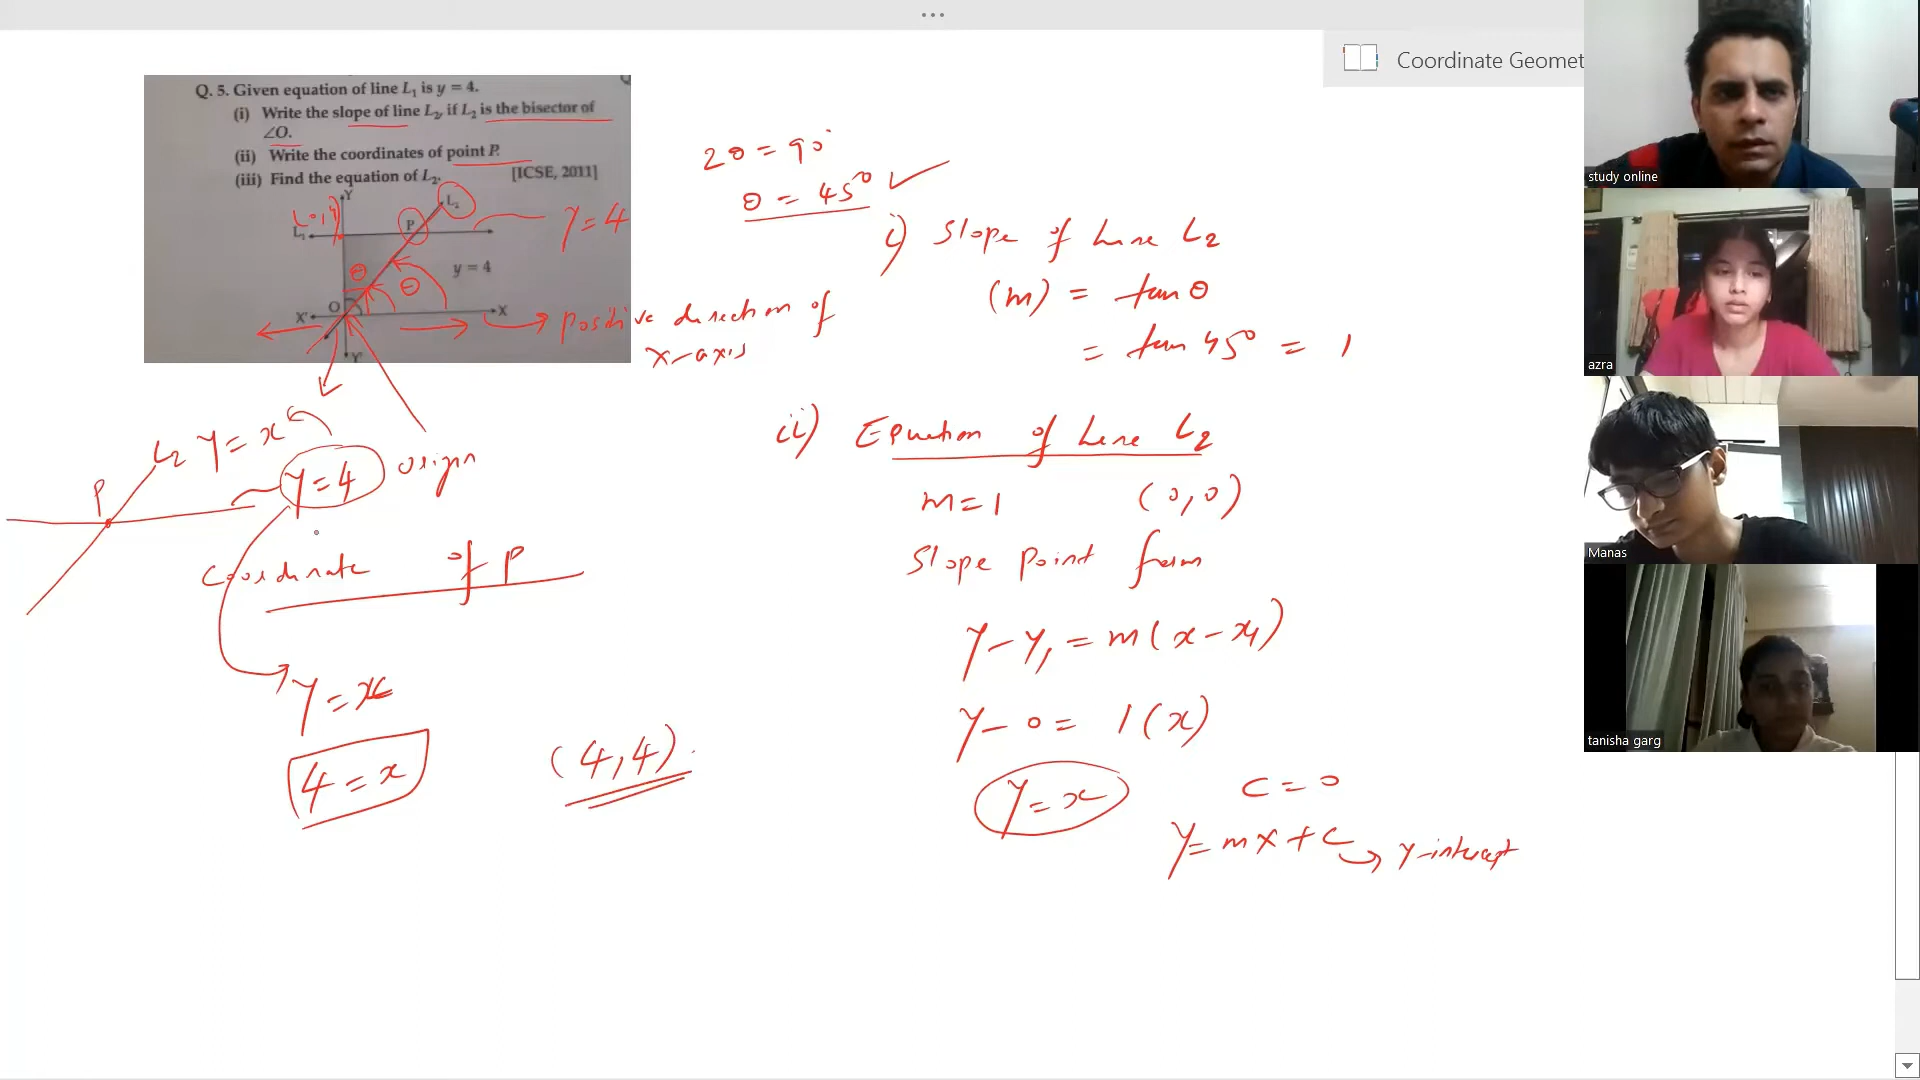 Coordinate Geomet
Q. 5. Given equation of line L₁ is y = 4.
(i) Write the slope of line L₂, if L₂ is the bisector of
∠O.
(ii) Write the coordinates of point P.
(iii) Find the equation of L₂.
[ICSE, 2011]
Y
L₂
P
L₁
y = 4
O
X'
X
Y'
θ
θ
y = 4
positive direction of
x-axis
2θ = 90°
θ = 45°
i) Slope of Line L₂
(m) = tan θ
= tan 45° = 1
ii) Equation of Line L₂
m = 1 (0,0)
Slope point form
y - y₁ = m(x - x₁)
y - 0 = 1(x)
y = x
c = 0
y = mx + c → y-intercept
L₂ y = x
P
y = 4
origin
Coordinate of P
y = x
4 = x
(4,4)
study online
azra
Manas
tanisha garg